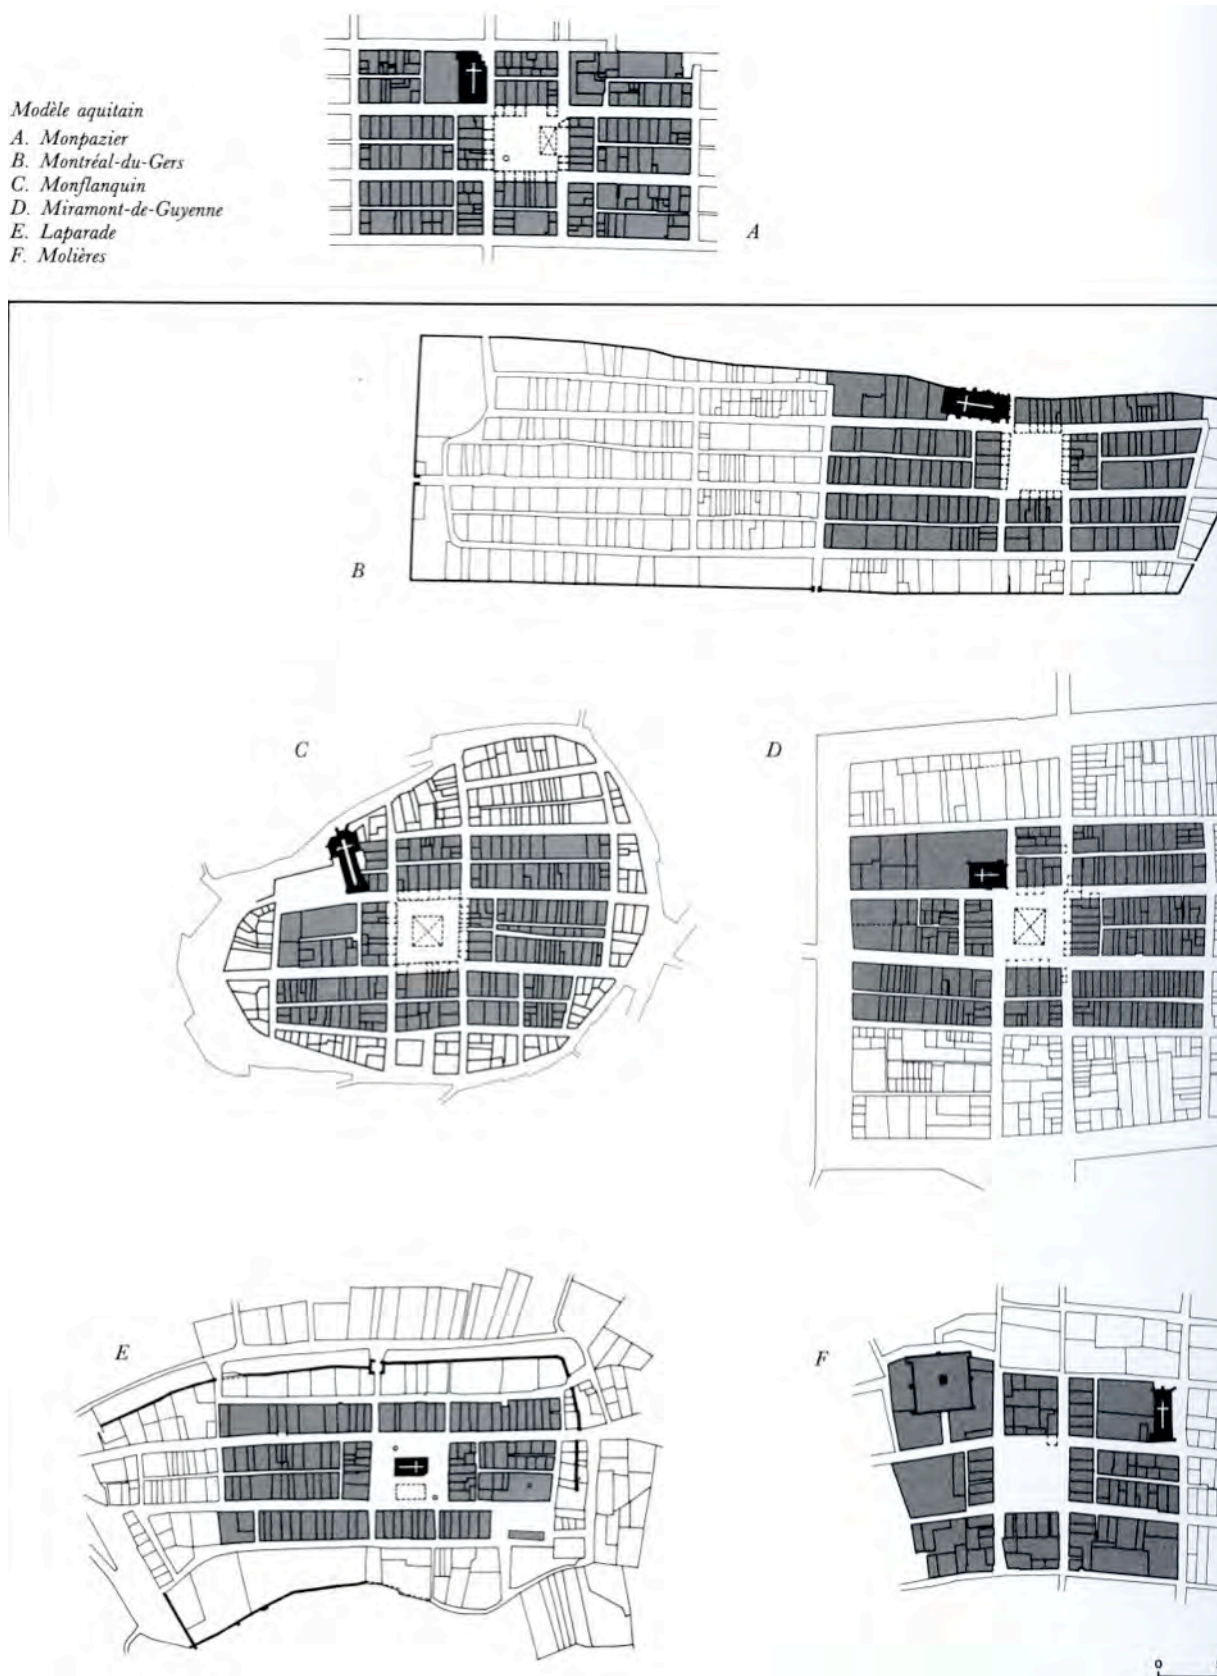 Modèle aquitain
A. Monpazier
B. Montréal-du-Gers
C. Monflanquin
D. Miramont-de-Guyenne
E. Laparade
F. Molières
A
B
C
D
E
F
0